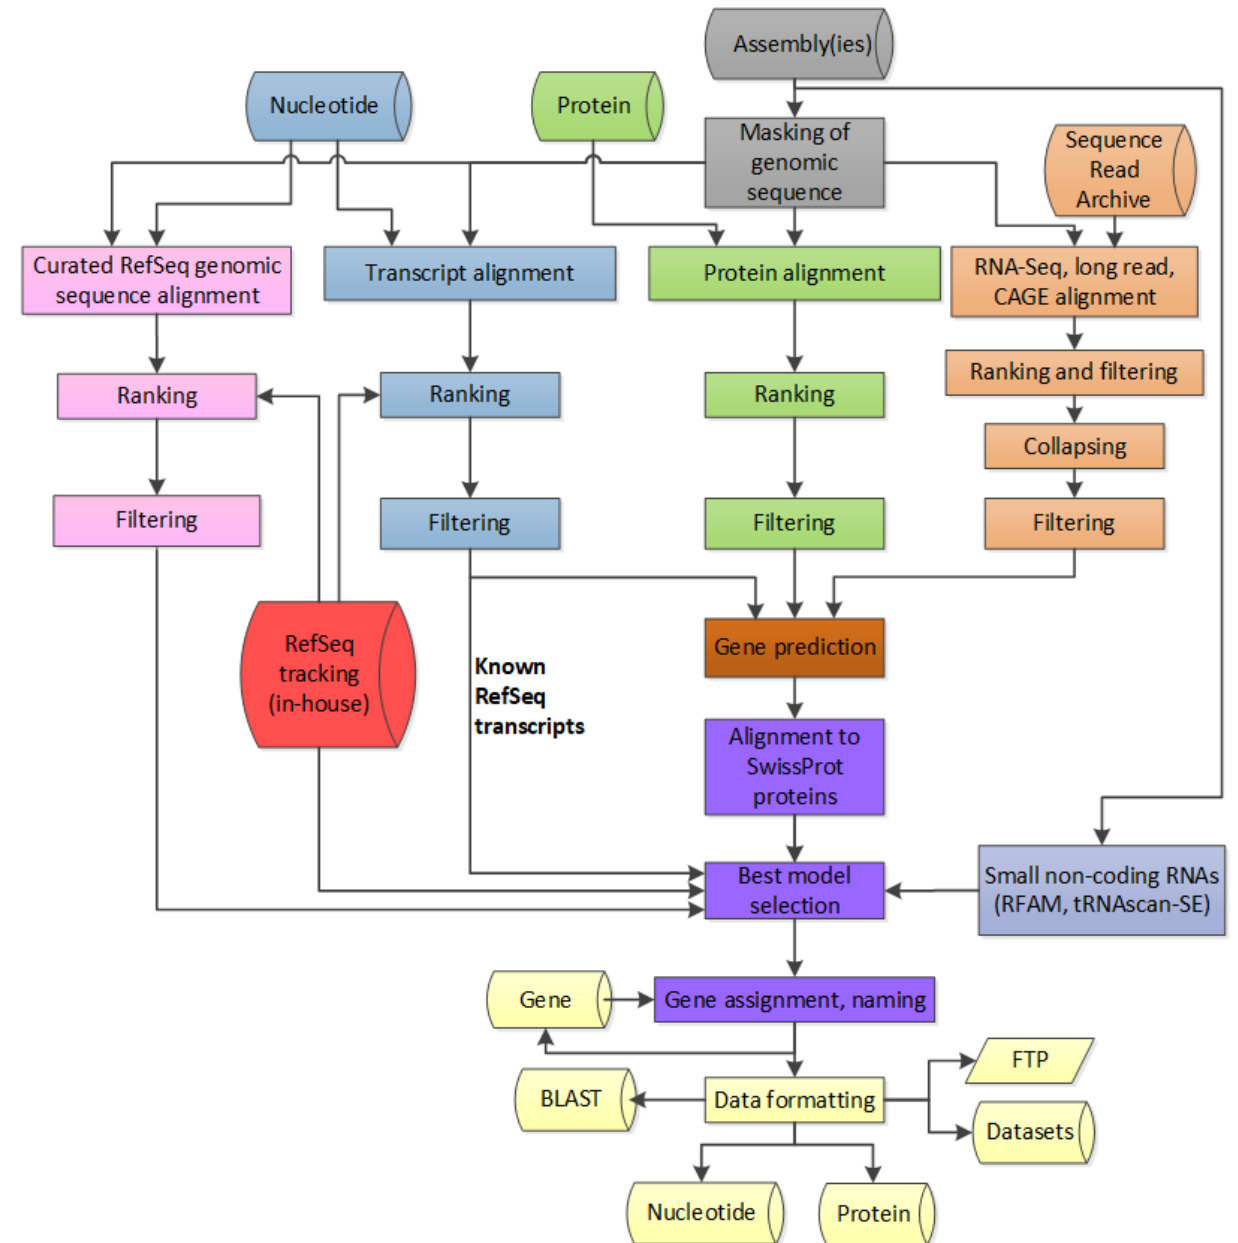 Assembly(ies)
Nucleotide
Protein
Masking of
genomic
sequence
Sequence
Read
Archive
Curated RefSeq genomic
sequence alignment
Transcript alignment
Protein alignment
RNA-Seq, long read,
CAGE alignment
Ranking
Ranking
Ranking
Ranking and filtering
Collapsing
Filtering
Filtering
Filtering
Filtering
RefSeq
tracking
(in-house)
Known
RefSeq
transcripts
Gene prediction
Alignment to
SwissProt
proteins
Best model
selection
Small non-coding RNAs
(RFAM, tRNAscan-SE)
Gene
Gene assignment, naming
BLAST
Data formatting
FTP
Datasets
Nucleotide
Protein